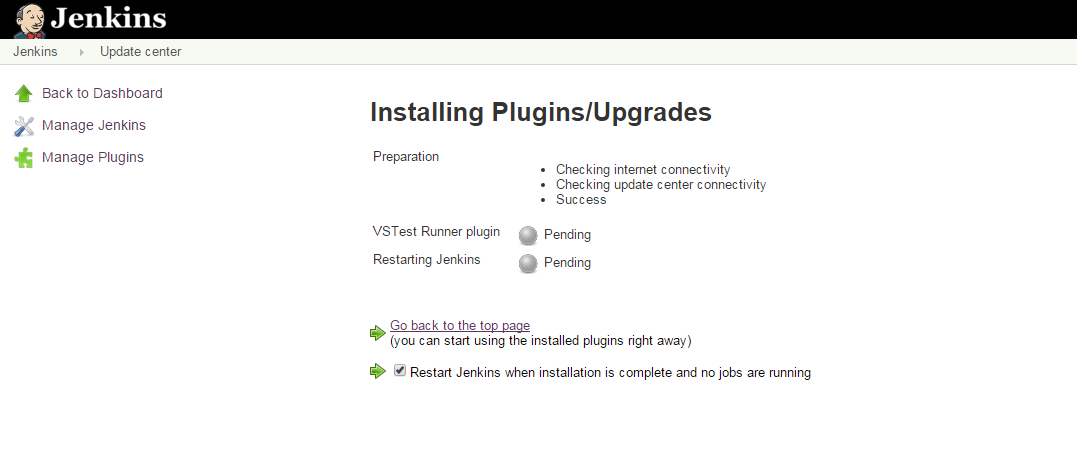 Jenkins
Jenkins Update center
Back to Dashboard
Manage Jenkins
Manage Plugins
Installing Plugins/Upgrades
Preparation
Checking internet connectivity
Checking update center connectivity
Success
VSTest Runner plugin Pending
Restarting Jenkins Pending
Go back to the top page
(you can start using the installed plugins right away)
Restart Jenkins when installation is complete and no jobs are running